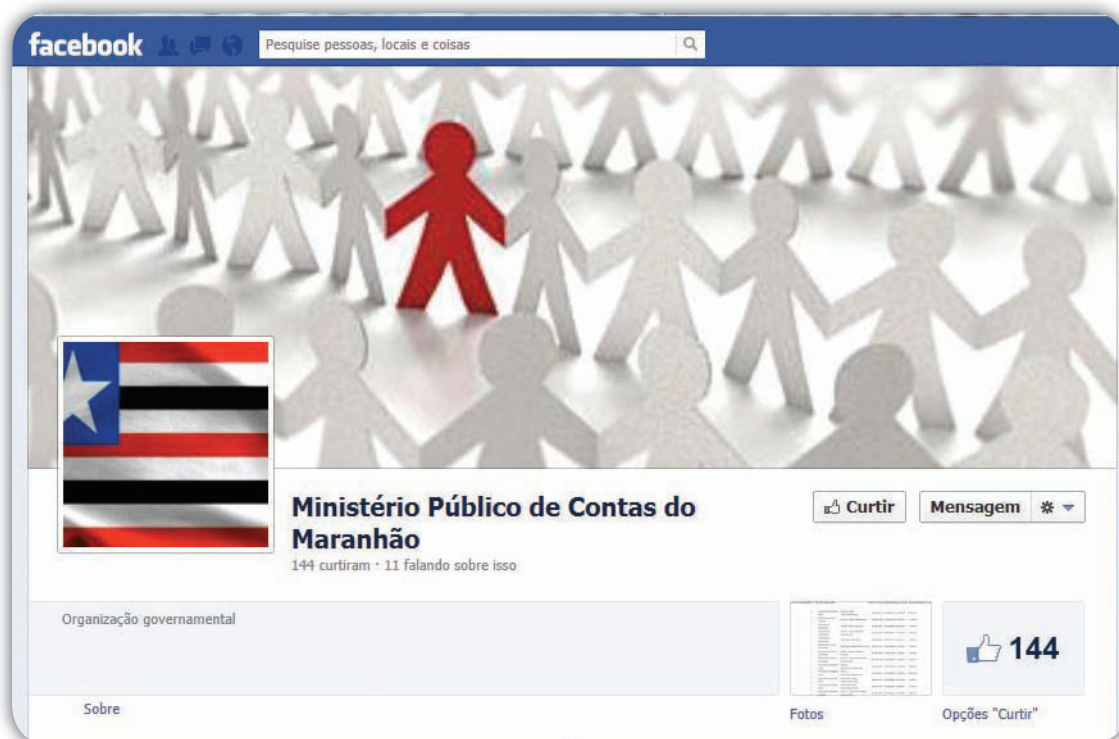 facebook
Pesquise pessoas, locais e coisas
Ministério Público de Contas do
Maranhão
144 curtiram · 11 falando sobre isso
Curtir
Mensagem
Organização governamental
144
Sobre
Fotos
Opções "Curtir"